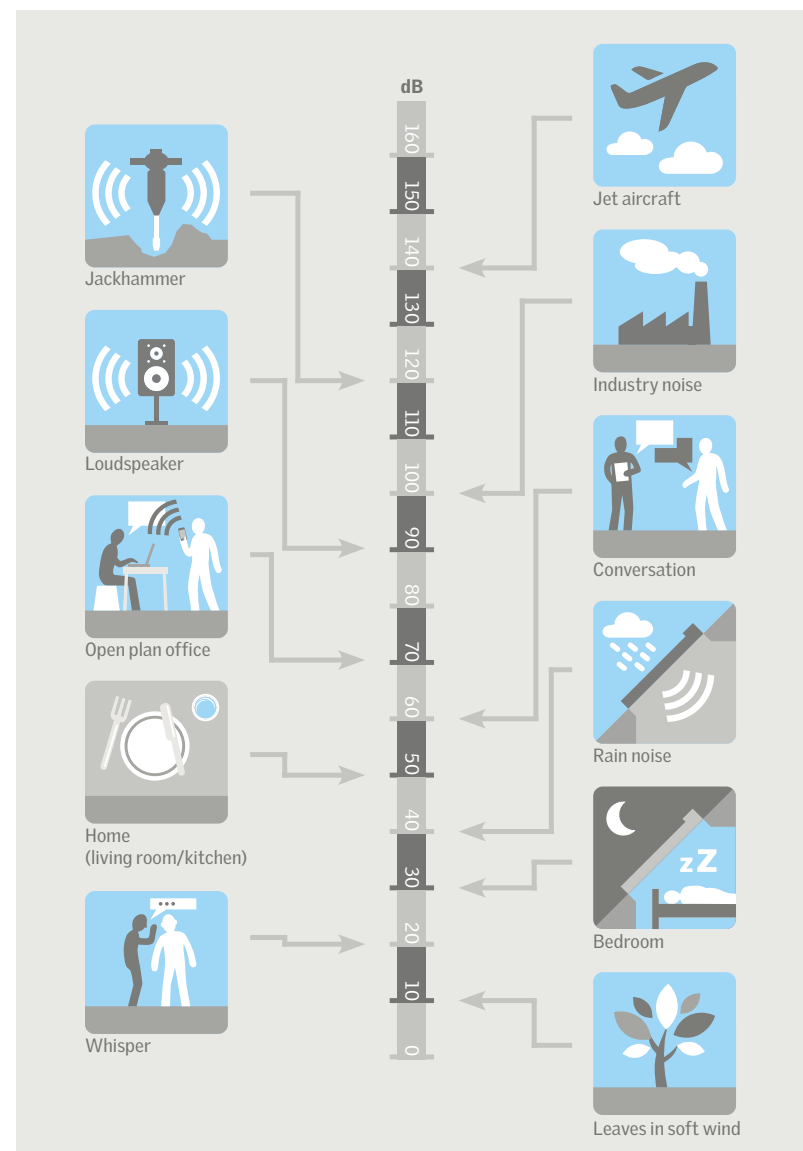 dB
160
150
140
130
120
110
100
90
80
70
60
50
40
30
20
10
0
Jackhammer
Loudspeaker
Open plan office
Home
(living room/kitchen)
Whisper
Jet aircraft
Industry noise
Conversation
Rain noise
zZ
Bedroom
Leaves in soft wind